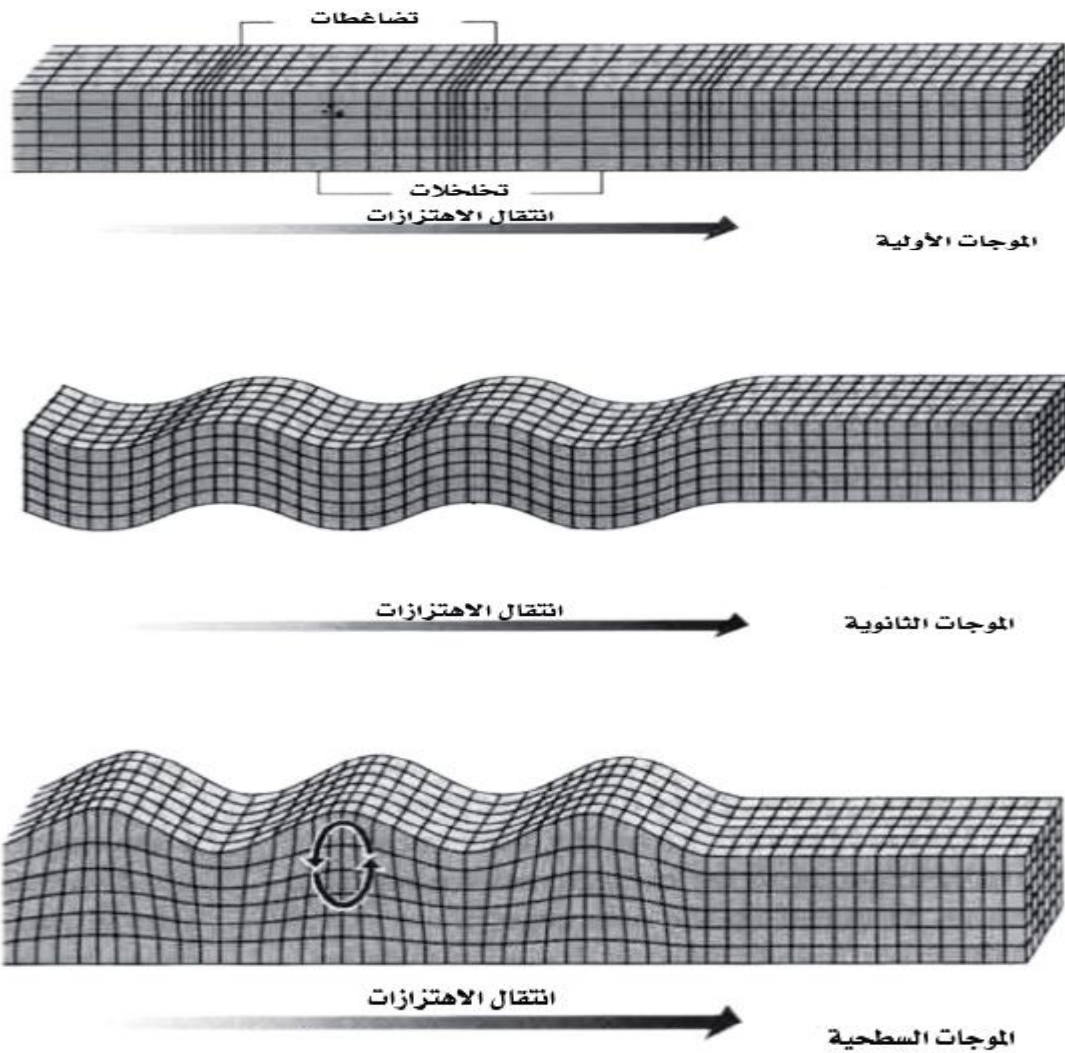 تضاغطات
تخلخلات
انتقال الاهتزازات
الموجات الأولية
انتقال الاهتزازات
الموجات الثانوية
انتقال الاهتزازات
الموجات السطحية